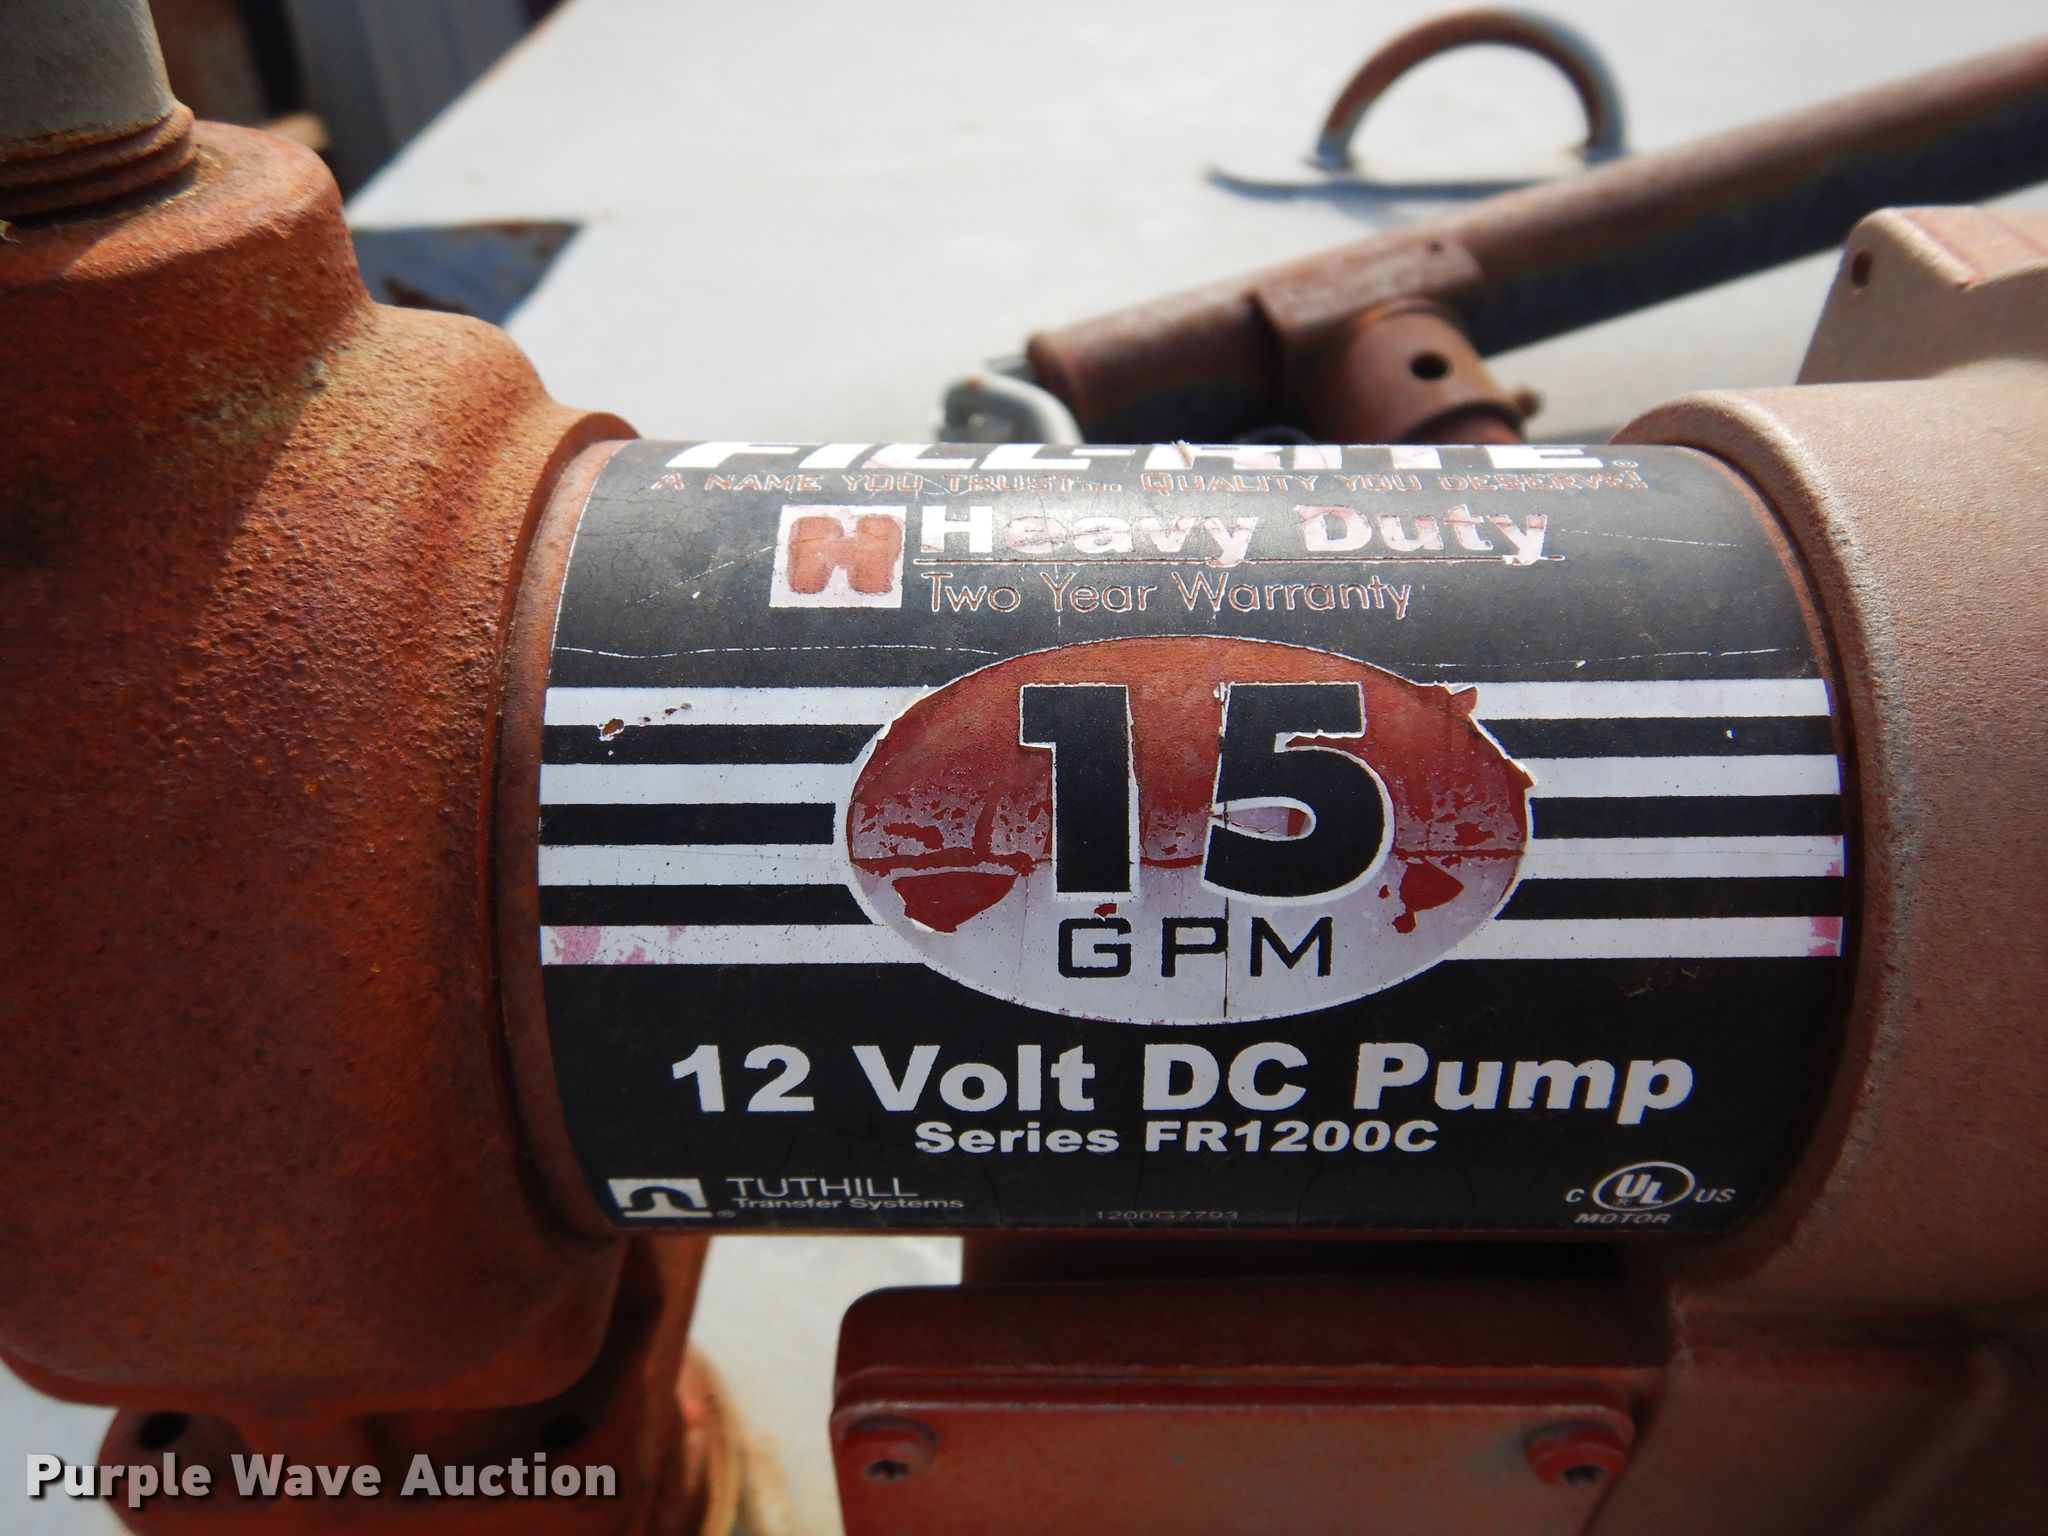 FILL-RITE®
A NAME YOU TRUST... QUALITY YOU DESERVE!
H Heavy Duty
Two Year Warranty
15
GPM
12 Volt DC Pump
Series FR1200C
TUTHILL
® Transfer Systems
1200G7793
C UL US
MOTOR
Purple Wave Auction